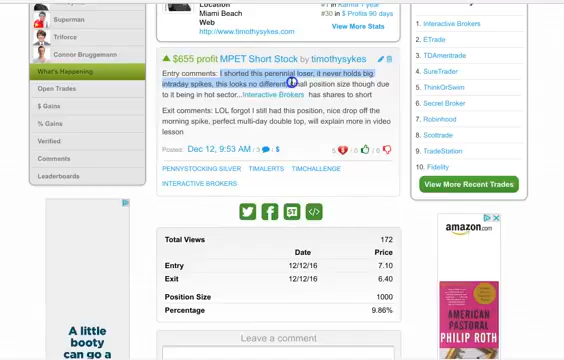 Superman
Triforce
Connor Bruggemann
What's Happening
Open Trades
$ Gains
% Gains
Verified
Comments
Leaderboards
Location
Miami Beach
Web
http://www.timothysykes.com
#1 in Karma 1 year
#30 in $ Profits 90 days
View More Stats
$655 profit MPET Short Stock by timothysykes
Entry comments: I shorted this perennial loser, it never holds big
intraday spikes, this looks no different, small position size though due
to it being in hot sector...Interactive Brokers has shares to short
Exit comments: LOL forgot I still had this position, nice drop off the
morning spike, perfect multi-day double top, will explain more in video
lesson
Posted: Dec 12, 9:53 AM / 3 $ 5 / 0 / 0
PENNYSTOCKING SILVER TIMALERTS TIMCHALLENGE
INTERACTIVE BROKERS
Total Views 172
Date Price
Entry 12/12/16 7.10
Exit 12/12/16 6.40
Position Size 1000
Percentage 9.86%
Leave a comment
1. Interactive Brokers
2. ETrade
3. TDAmeritrade
4. SureTrader
5. ThinkOrSwim
6. Secret Broker
7. Robinhood
8. Scottrade
9. TradeStation
10. Fidelity
View More Recent Trades
A little
booty
can go a
amazon.com
AMERICAN
PASTORAL
PHILIP ROTH